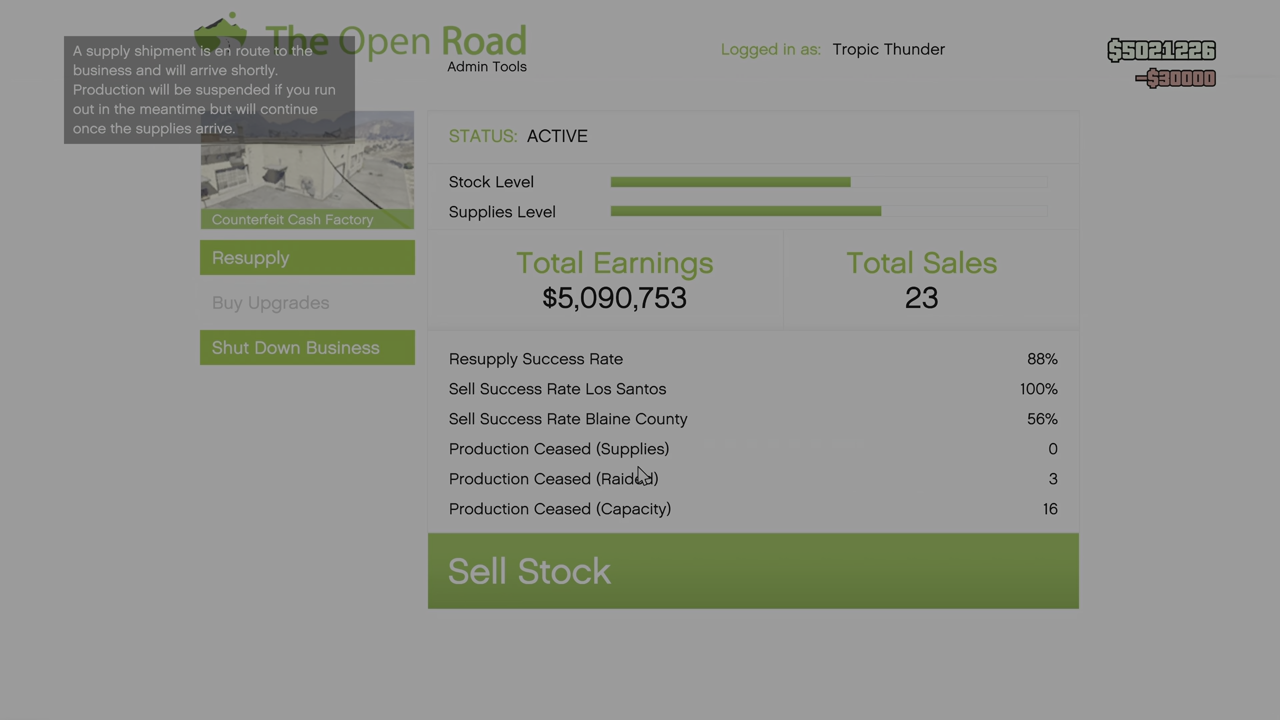 The Open Road
Admin Tools
Logged in as: Tropic Thunder
$5021226
-$30000
A supply shipment is en route to the
business and will arrive shortly.
Production will be suspended if you run
out in the meantime but will continue
once the supplies arrive.
Counterfeit Cash Factory
Resupply
Buy Upgrades
Shut Down Business
STATUS: ACTIVE
Stock Level
Supplies Level
Total Earnings
$5,090,753
Total Sales
23
Resupply Success Rate 88%
Sell Success Rate Los Santos 100%
Sell Success Rate Blaine County 56%
Production Ceased (Supplies) 0
Production Ceased (Raided) 3
Production Ceased (Capacity) 16
Sell Stock